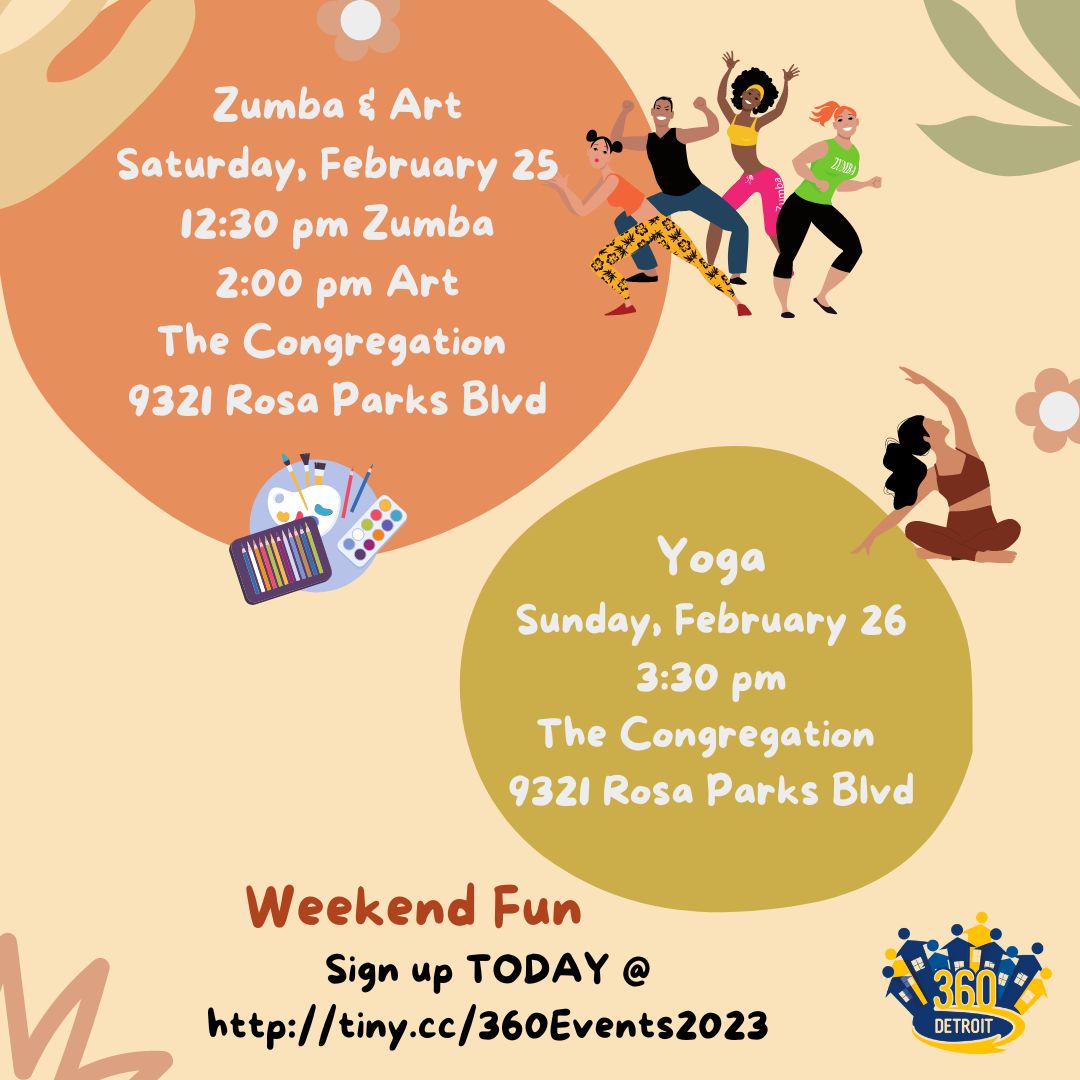 Zumba & Art
Saturday, February 25
12:30 pm Zumba
2:00 pm Art
The Congregation
9321 Rosa Parks Blvd
ZUMBA
Zumba
Yoga
Sunday, February 26
3:30 pm
The Congregation
9321 Rosa Parks Blvd
Weekend Fun
Sign up TODAY @
http://tiny.cc/360Events2023
360
DETROIT